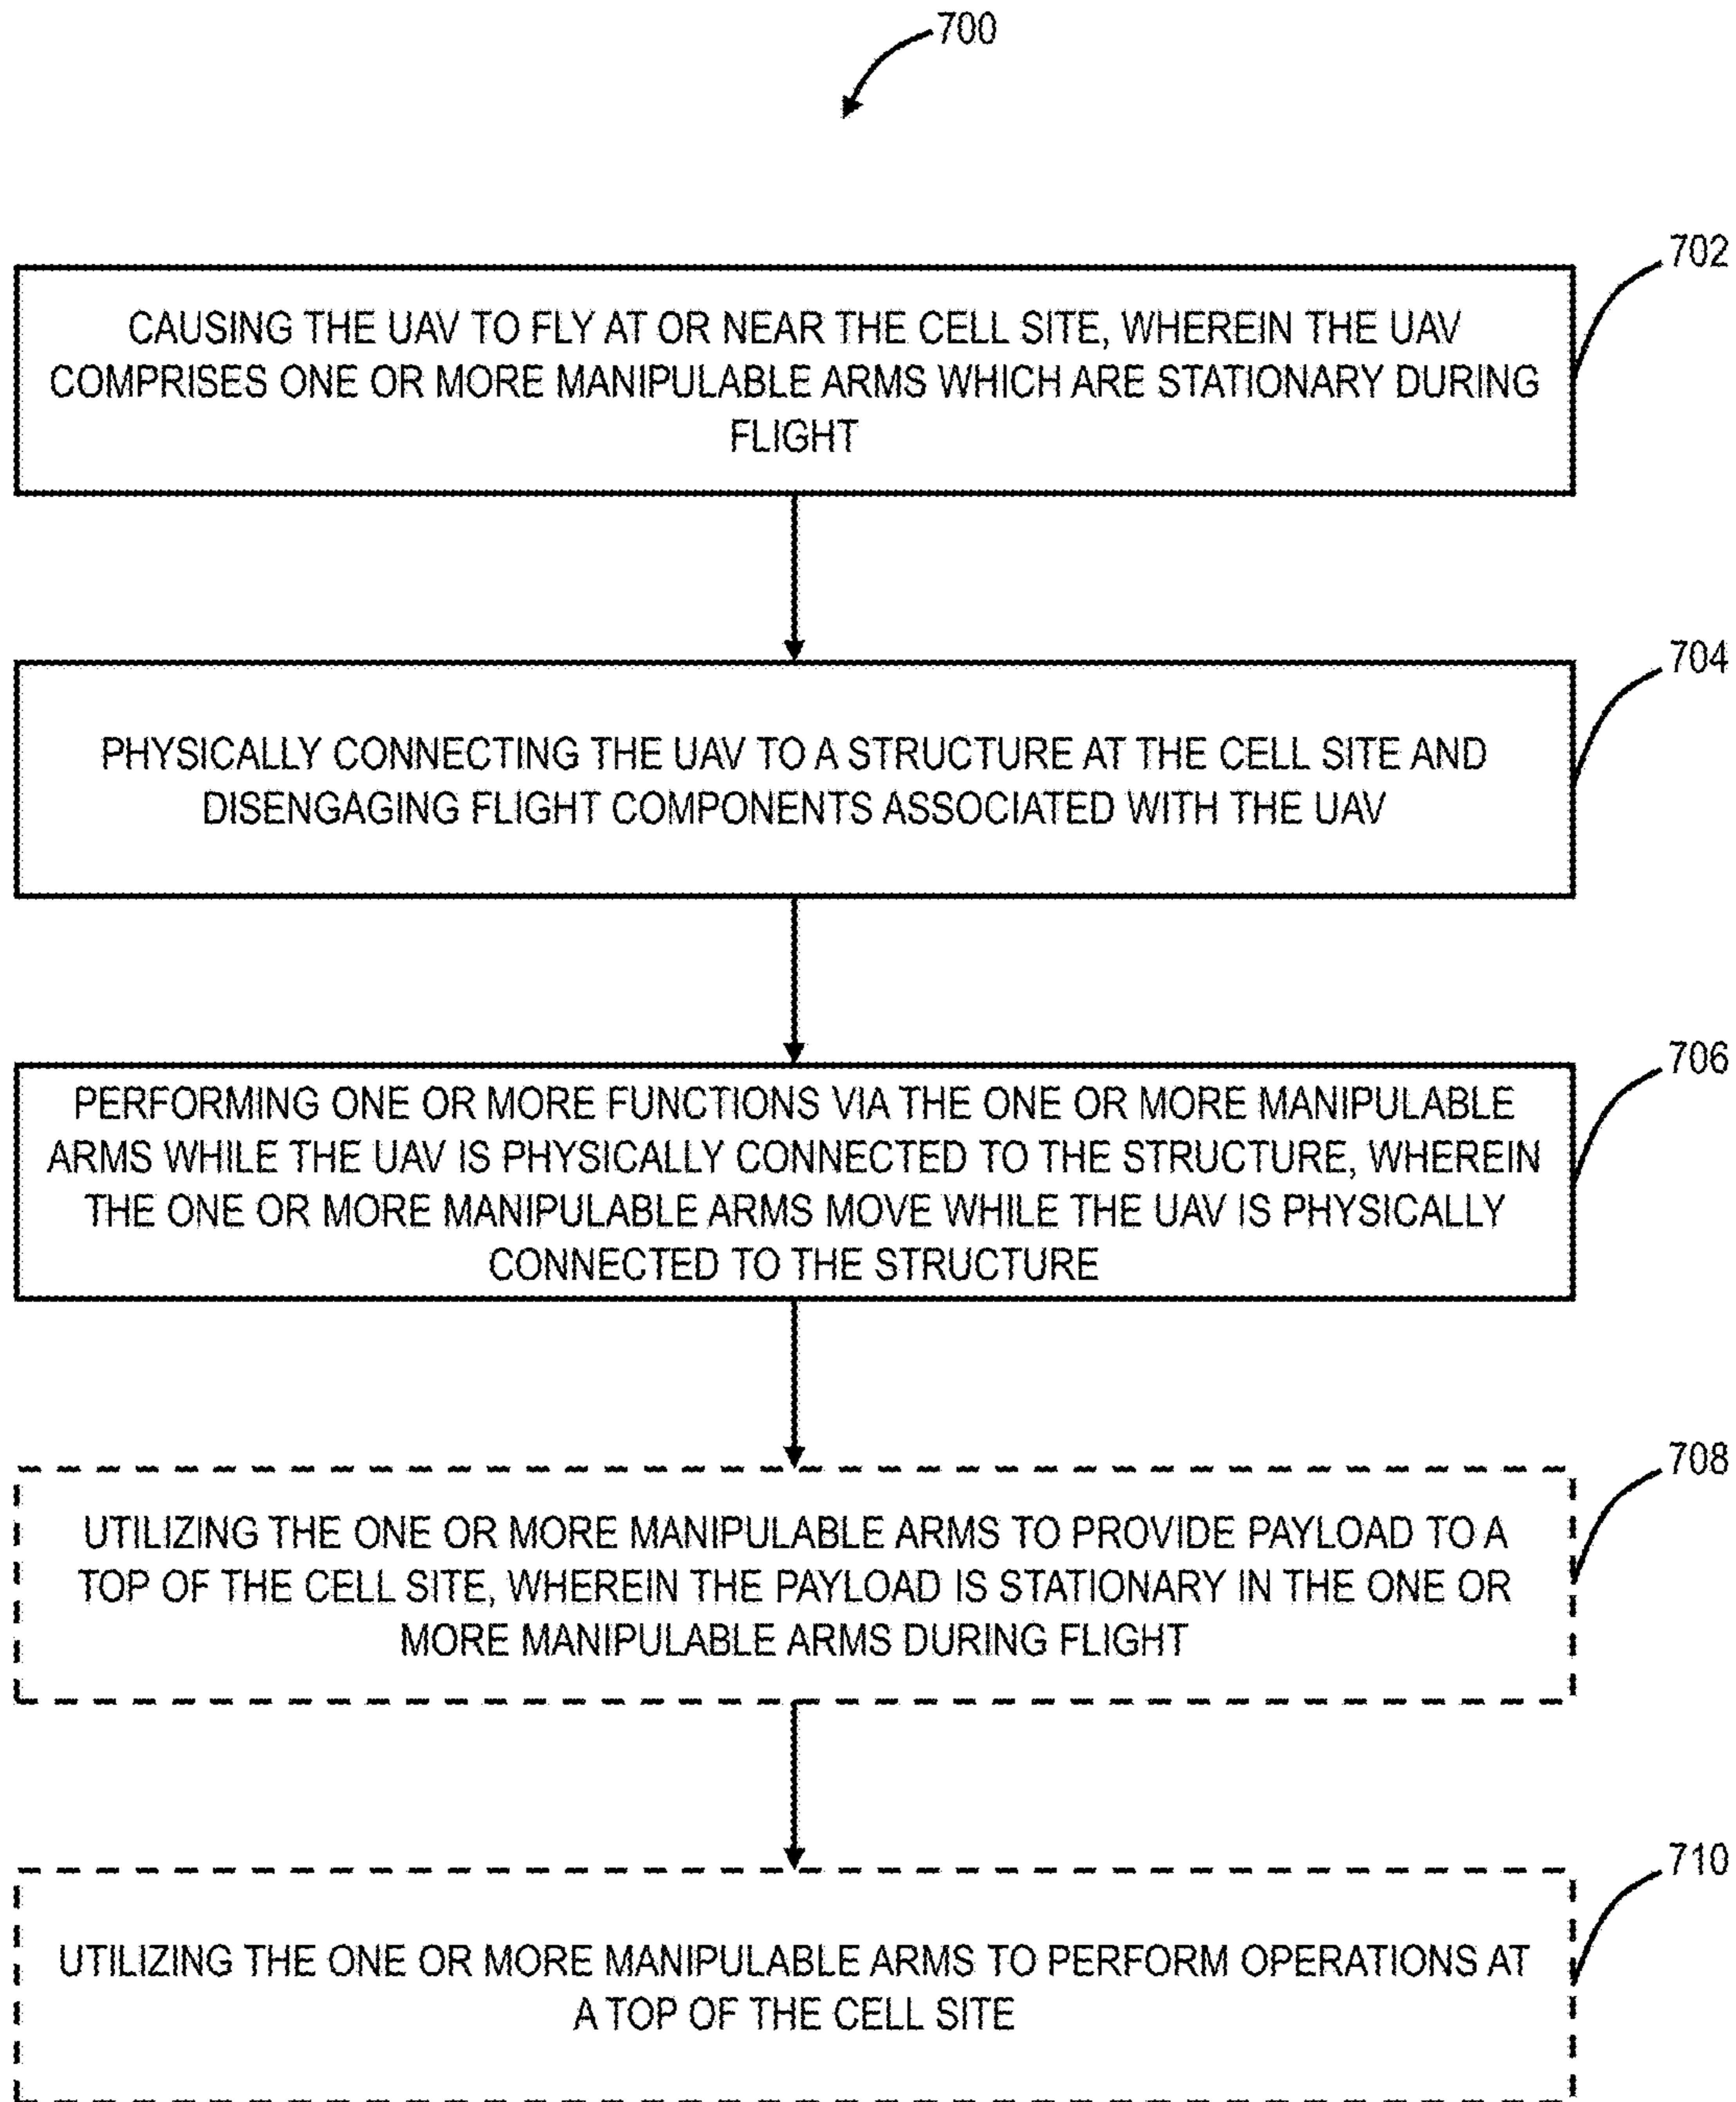 700
702
CAUSING THE UAV TO FLY AT OR NEAR THE CELL SITE, WHEREIN THE UAV
COMPRISES ONE OR MORE MANIPULABLE ARMS WHICH ARE STATIONARY DURING
FLIGHT
704
PHYSICALLY CONNECTING THE UAV TO A STRUCTURE AT THE CELL SITE AND
DISENGAGING FLIGHT COMPONENTS ASSOCIATED WITH THE UAV
706
PERFORMING ONE OR MORE FUNCTIONS VIA THE ONE OR MORE MANIPULABLE
ARMS WHILE THE UAV IS PHYSICALLY CONNECTED TO THE STRUCTURE, WHEREIN
THE ONE OR MORE MANIPULABLE ARMS MOVE WHILE THE UAV IS PHYSICALLY
CONNECTED TO THE STRUCTURE
708
UTILIZING THE ONE OR MORE MANIPULABLE ARMS TO PROVIDE PAYLOAD TO A
TOP OF THE CELL SITE, WHEREIN THE PAYLOAD IS STATIONARY IN THE ONE OR
MORE MANIPULABLE ARMS DURING FLIGHT
710
UTILIZING THE ONE OR MORE MANIPULABLE ARMS TO PERFORM OPERATIONS AT
A TOP OF THE CELL SITE